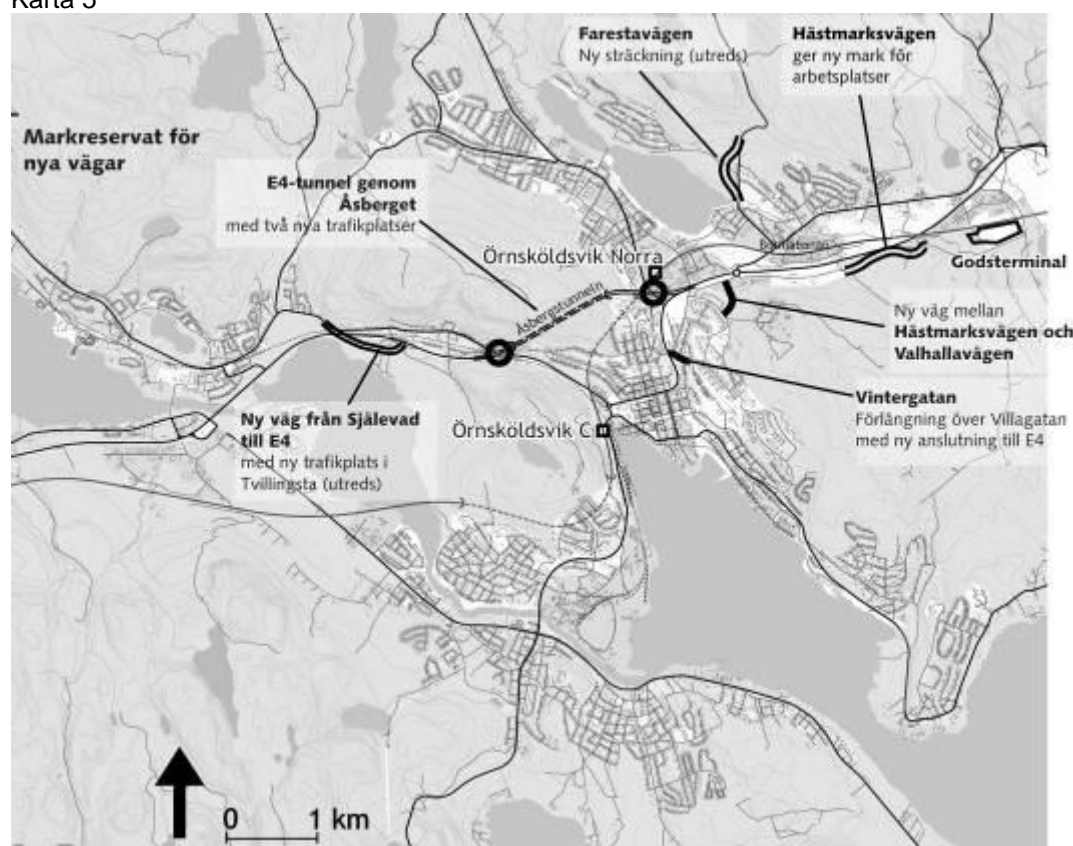 Karta 5
Farestavägen
Ny sträckning (utreds)
Hästmarksvägen
ger ny mark för
arbetsplatser
Markreservat för
nya vägar
E4-tunnel genom
Åsberget
med två nya trafikplatser
Örnsköldsvik Norra
Godsterminal
Åsbergstunneln
Ny väg mellan
Hästmarksvägen och
Valhallavägen
Ny väg från Själevad
till E4
med ny trafikplats i
Tvillingsta (utreds)
Örnsköldsvik C
Vintergatan
Förlängning över Villagatan
med ny anslutning till E4
0 1 km